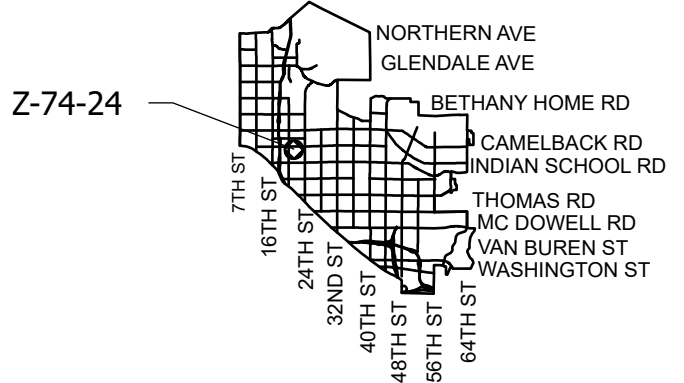 NORTHERN AVE
GLENDALE AVE
Z-74-24
BETHANY HOME RD
CAMELBACK RD
INDIAN SCHOOL RD
THOMAS RD
MC DOWELL RD
VAN BUREN ST
WASHINGTON ST
7TH ST
16TH ST
24TH ST
32ND ST
40TH ST
48TH ST
56TH ST
64TH ST